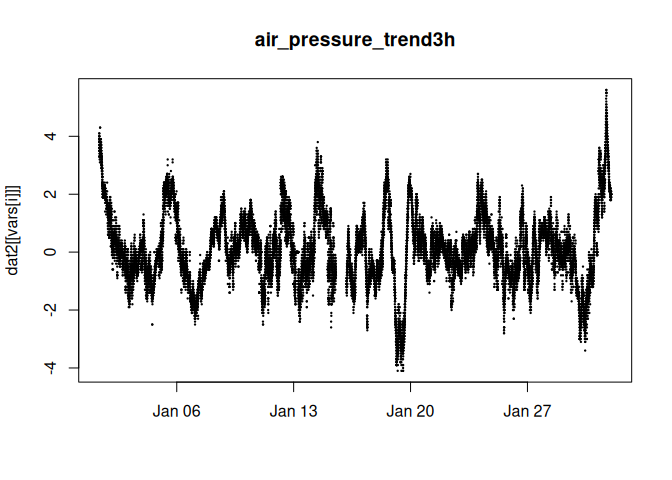 air_pressure_trend3h
dat2[[vars[i]]]
4
2
0
-2
-4
Jan 06
Jan 13
Jan 20
Jan 27